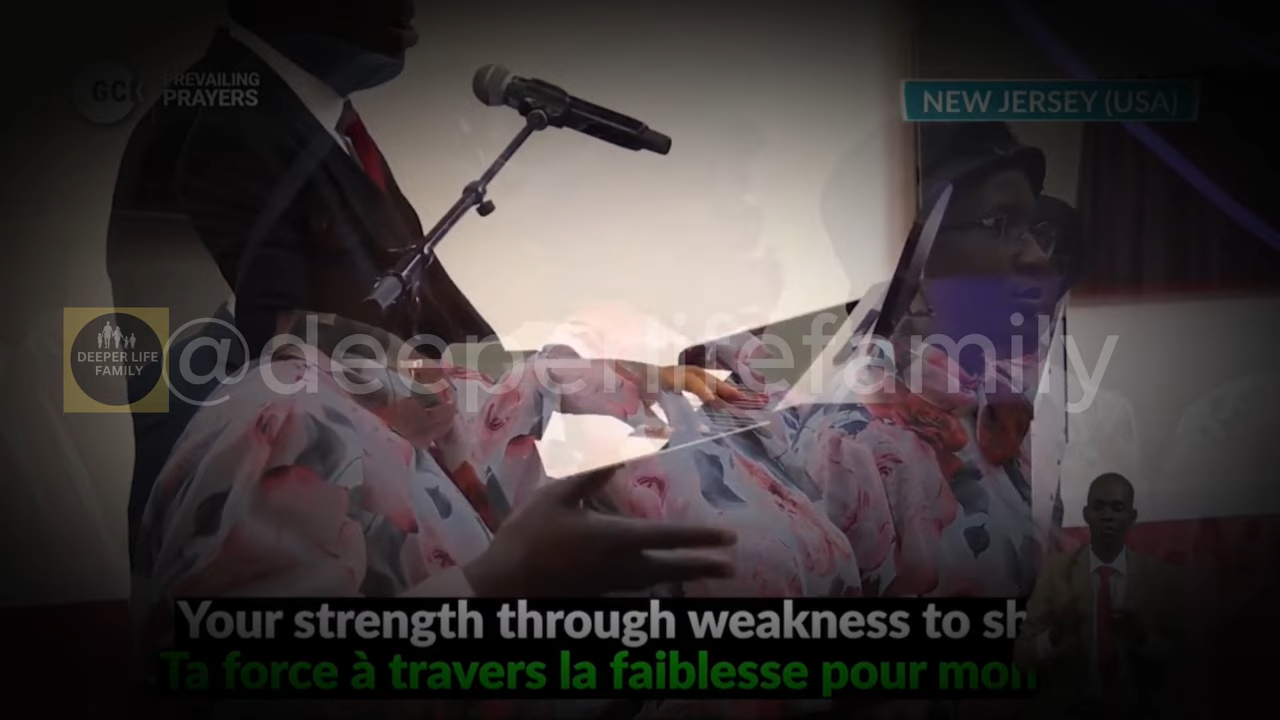 GCK
PREVAILING
PRAYERS
NEW JERSEY (USA)
DEEPER LIFE
FAMILY
@deeperlifefamily
Your strength through weakness to sh
Ta force à travers la faiblesse pour mon